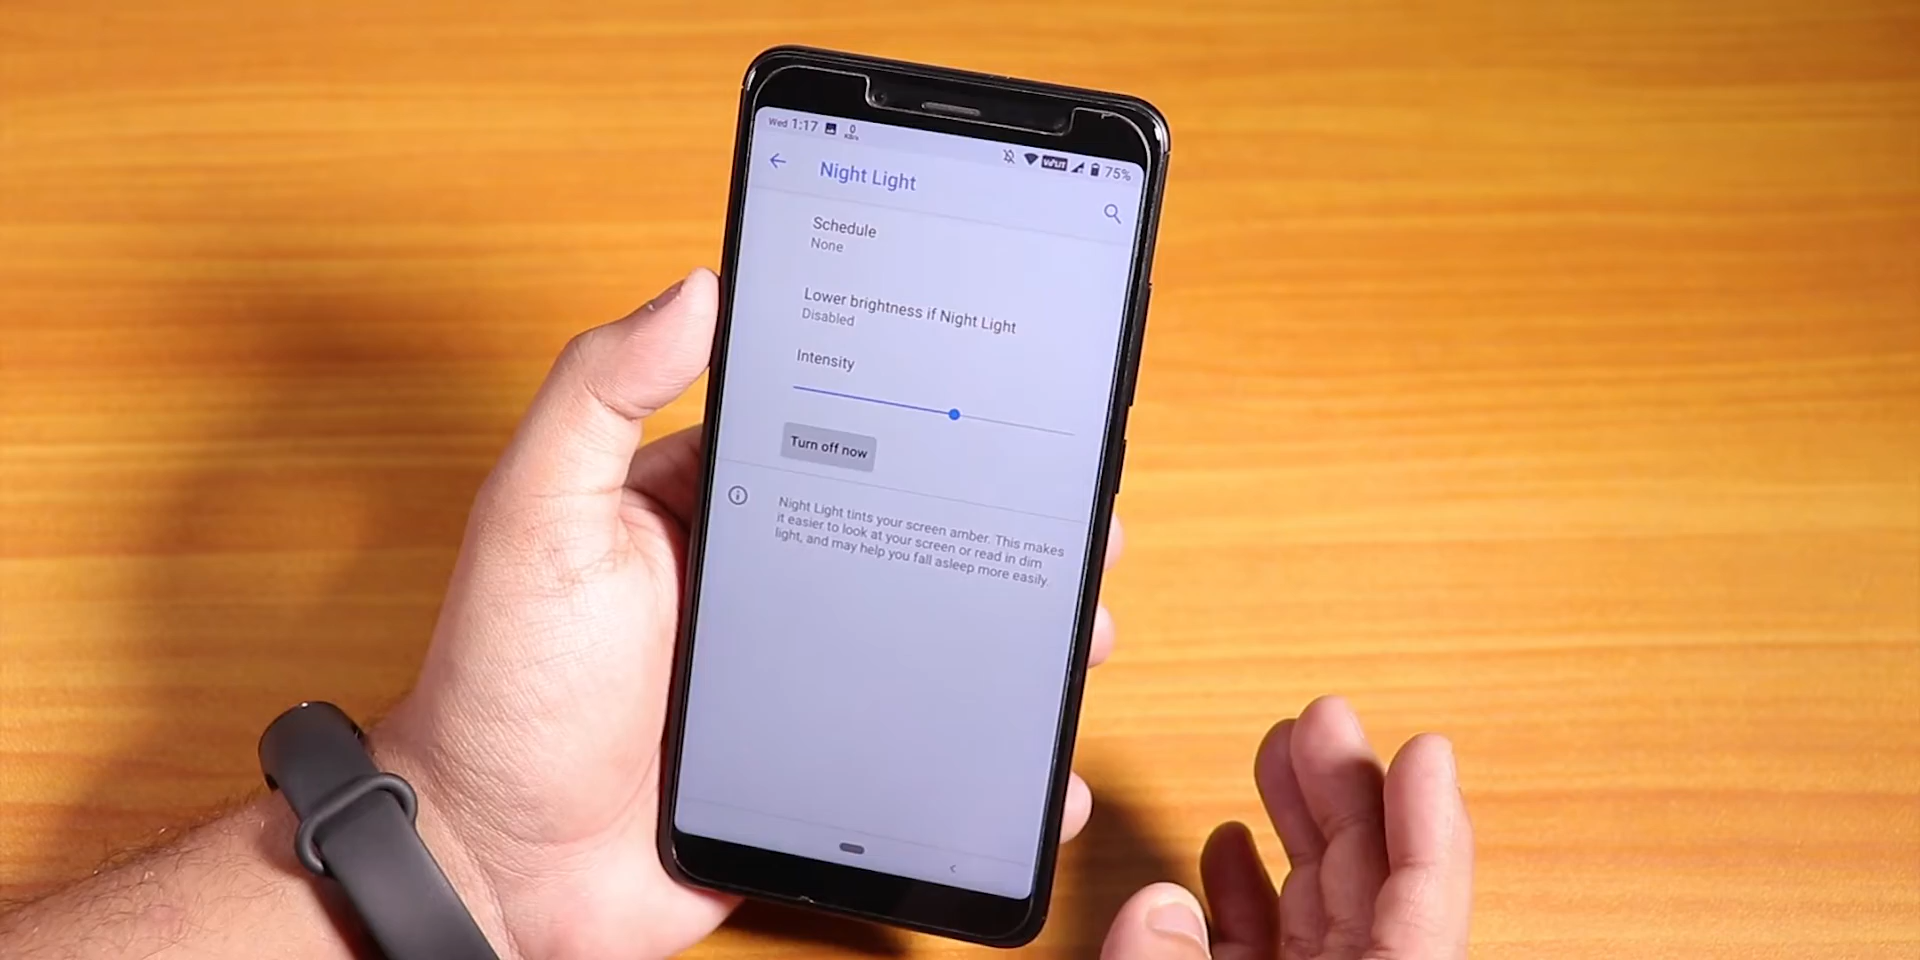 Wed 1:17
0
KB/s
75%
Night Light
Schedule
None
Lower brightness if Night Light
Disabled
Intensity
Turn off now
Night Light tints your screen amber. This makes
it easier to look at your screen or read in dim
light, and may help you fall asleep more easily.